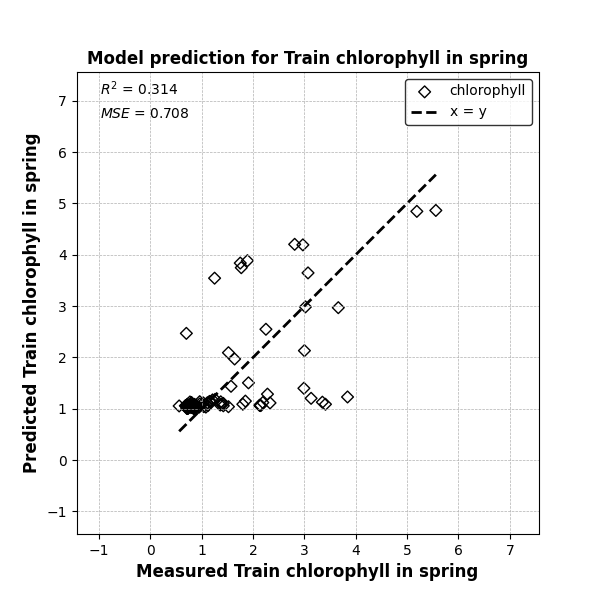 Model prediction for Train chlorophyll in spring
R² = 0.314
MSE = 0.708
chlorophyll
x = y
7
6
5
4
3
2
1
0
−1
Predicted Train chlorophyll in spring
−1 0 1 2 3 4 5 6 7
Measured Train chlorophyll in spring